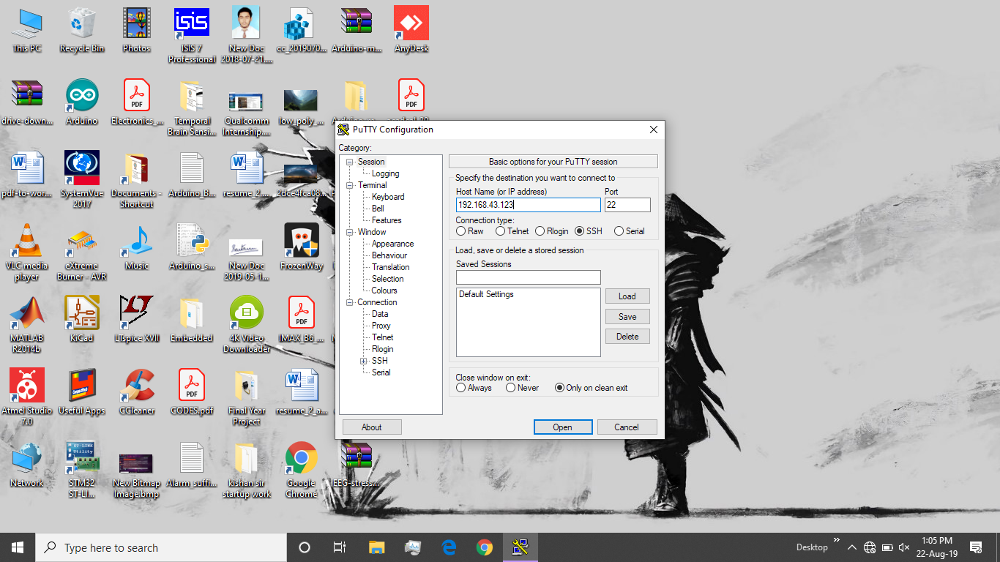 This PC
Recycle Bin
Photos
isis
ISIS 7
Professional
New Doc
2018-07-21....
cc_2019070...
Arduino-m...
AnyDesk
drive-down...
Arduino
PDF
Electronics_...
Temporal
Brain Sensi...
Qualcomm
Internship...
low_poly_...
PDF
pdf-to-wor...
SystemVue
2017
Documents -
Shortcut
Arduino_B...
resume_2....
2dce4fca08...
VLC media
player
eXtreme
Burner - AVR
Music
Arduino_s...
New Doc
2019-05-1...
FrozenWay
MATLAB
R2014b
KiCad
LTspice XVII
Embedded
4K Video
Downloader
PDF
IMAX_B6_...
Atmel Studio
7.0
Useful Apps
CCleaner
PDF
CODES.pdf
Final Year
Project
resume_2_a...
Network
ST-LINK
Utility
STM32
ST-LI...
New Bitmap
Image.bmp
Alarm_suffi...
kishan sir
startup work
Google
Chrome
EEG-stress...
PuTTY Configuration
Category:
Session
Logging
Terminal
Keyboard
Bell
Features
Window
Appearance
Behaviour
Translation
Selection
Colours
Connection
Data
Proxy
Telnet
Rlogin
SSH
Serial
Basic options for your PuTTY session
Specify the destination you want to connect to
Host Name (or IP address) Port
192.168.43.123 22
Connection type:
Raw Telnet Rlogin SSH Serial
Load, save or delete a stored session
Saved Sessions
Default Settings
Load
Save
Delete
Close window on exit:
Always Never Only on clean exit
About Open Cancel
Type here to search
Desktop
1:05 PM
22-Aug-19